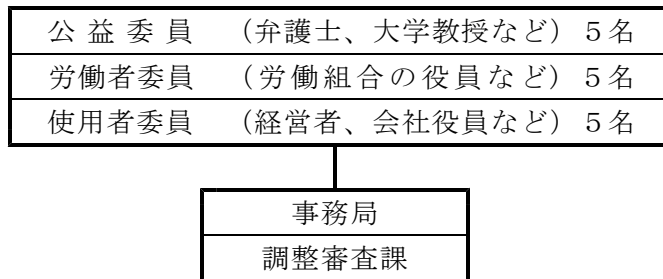 公益委員 (弁護士、大学教授など) 5名
労働者委員 (労働組合の役員など) 5名
使用者委員 (経営者、会社役員など) 5名
事務局
調整審査課